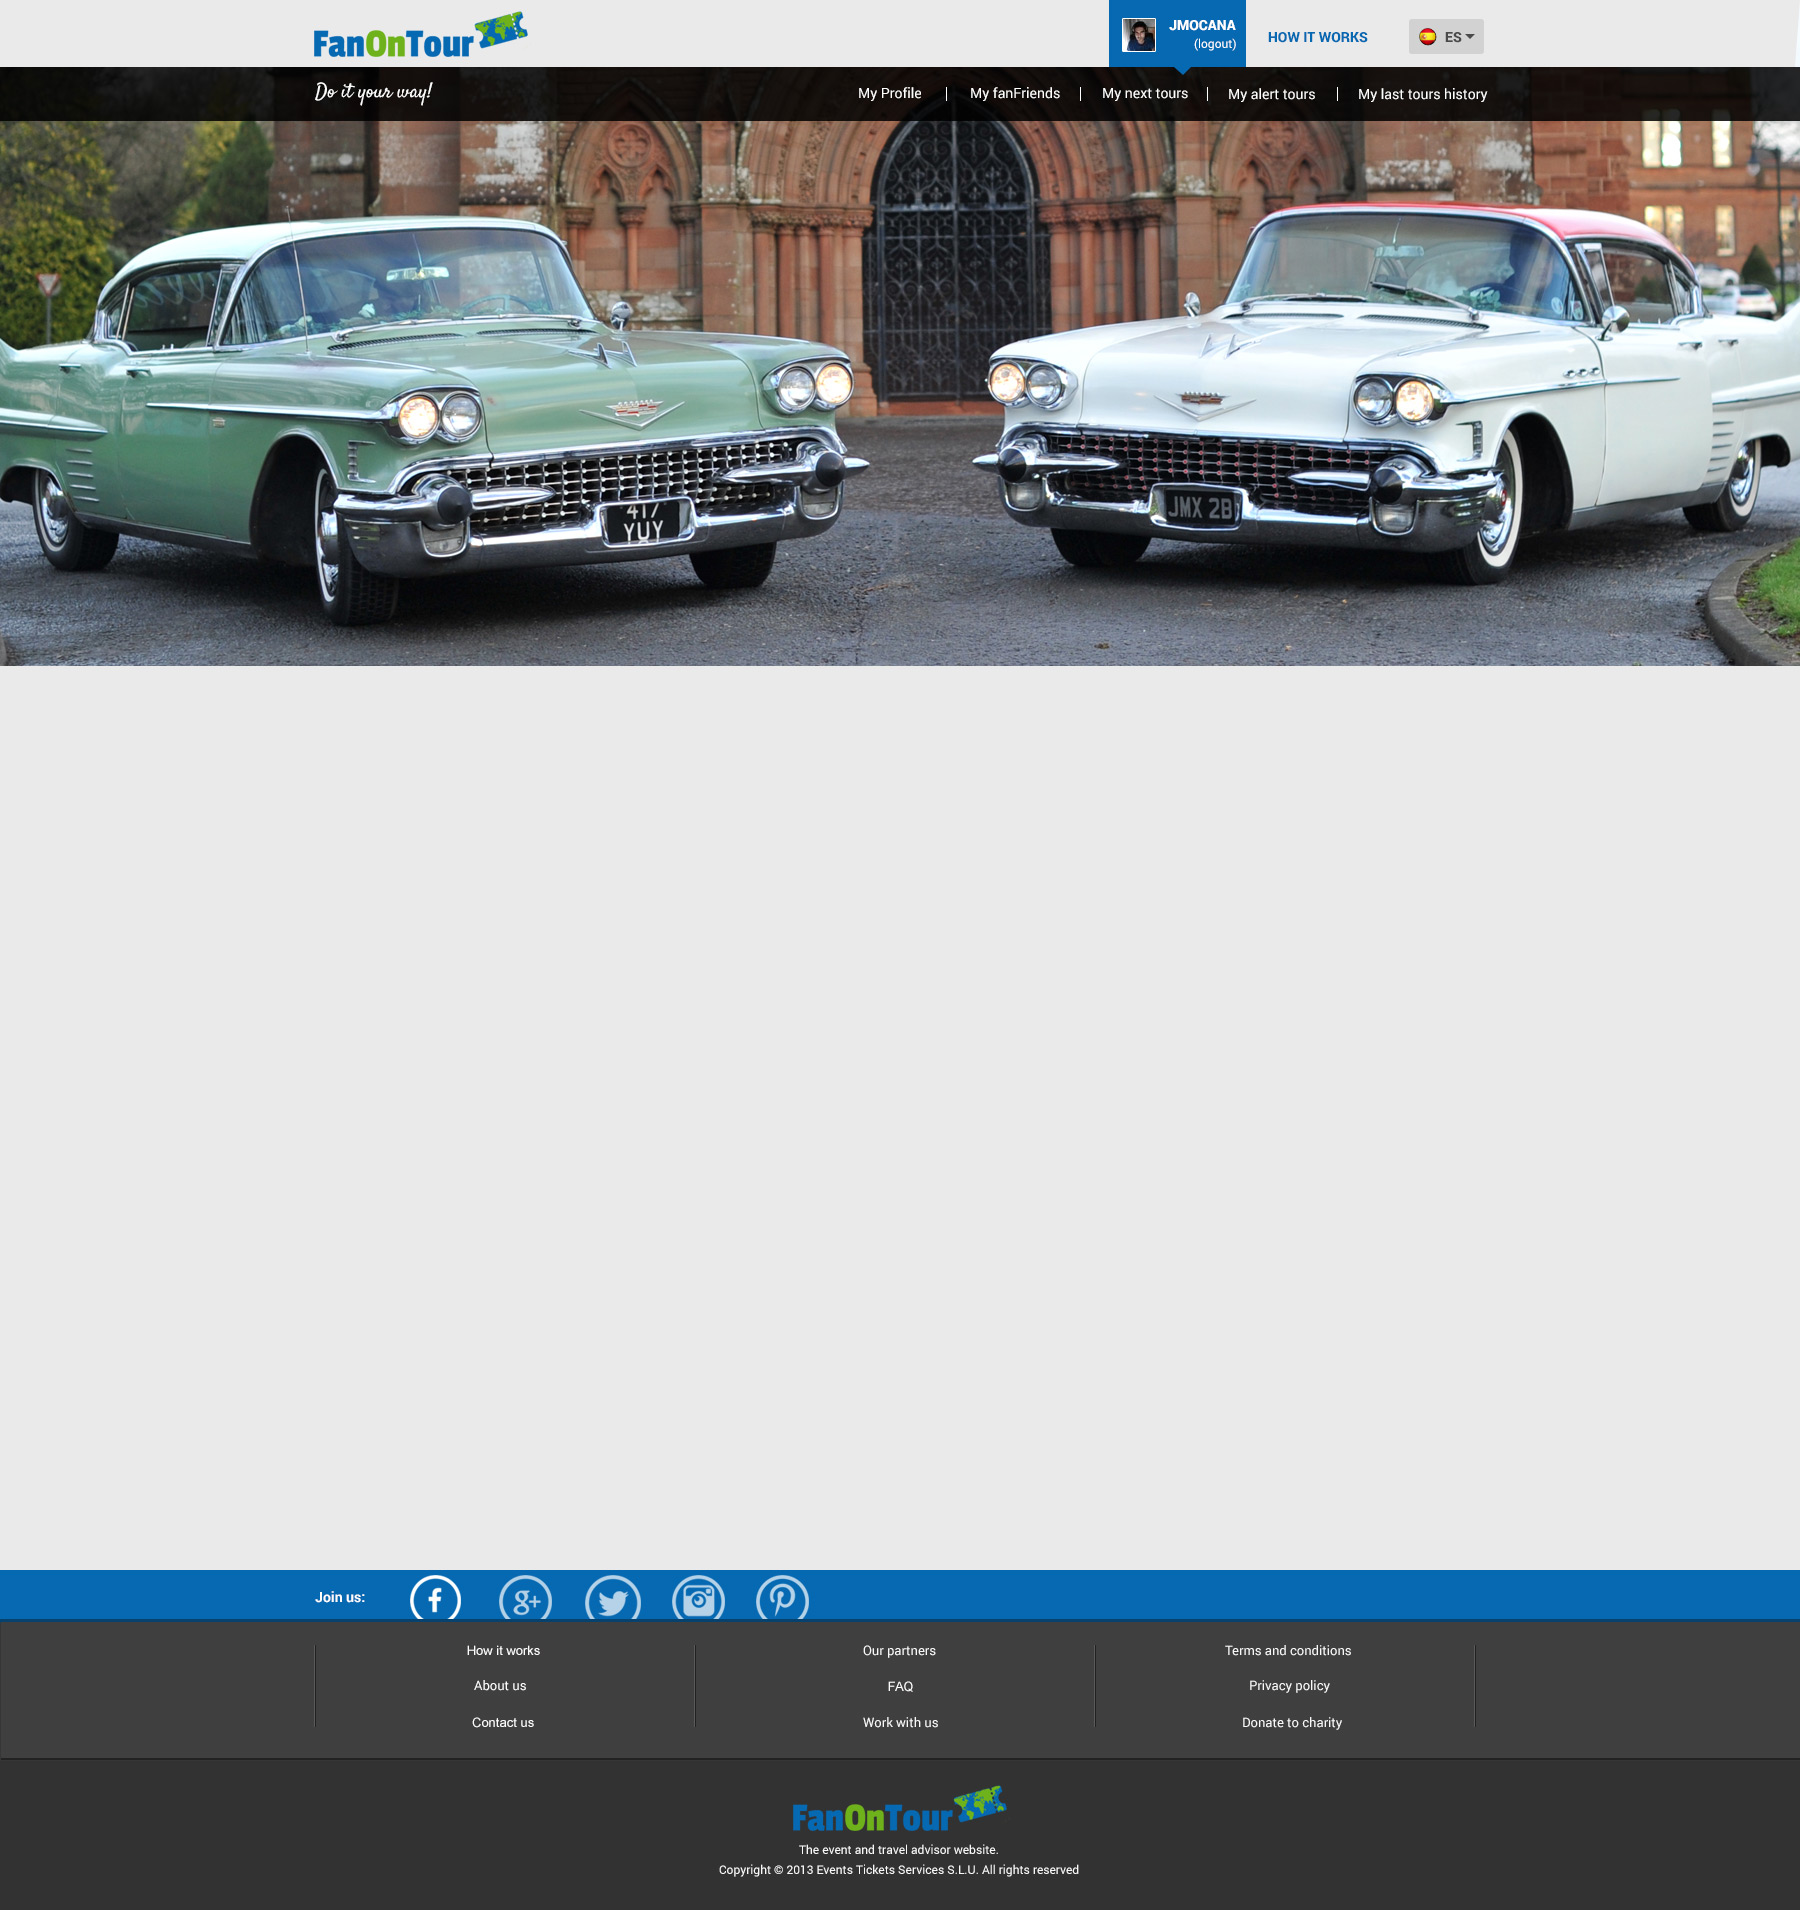 FanOnTour
JMOCANA
(logout)
HOW IT WORKS
ES
Do it your way!
My Profile | My fanFriends | My next tours | My alert tours | My last tours history
417
YUY
JMX 2B
Join us:
f g+
How it works
Our partners
Terms and conditions
About us
FAQ
Privacy policy
Contact us
Work with us
Donate to charity
FanOnTour
The event and travel advisor website.
Copyright © 2013 Events Tickets Services S.L.U. All rights reserved